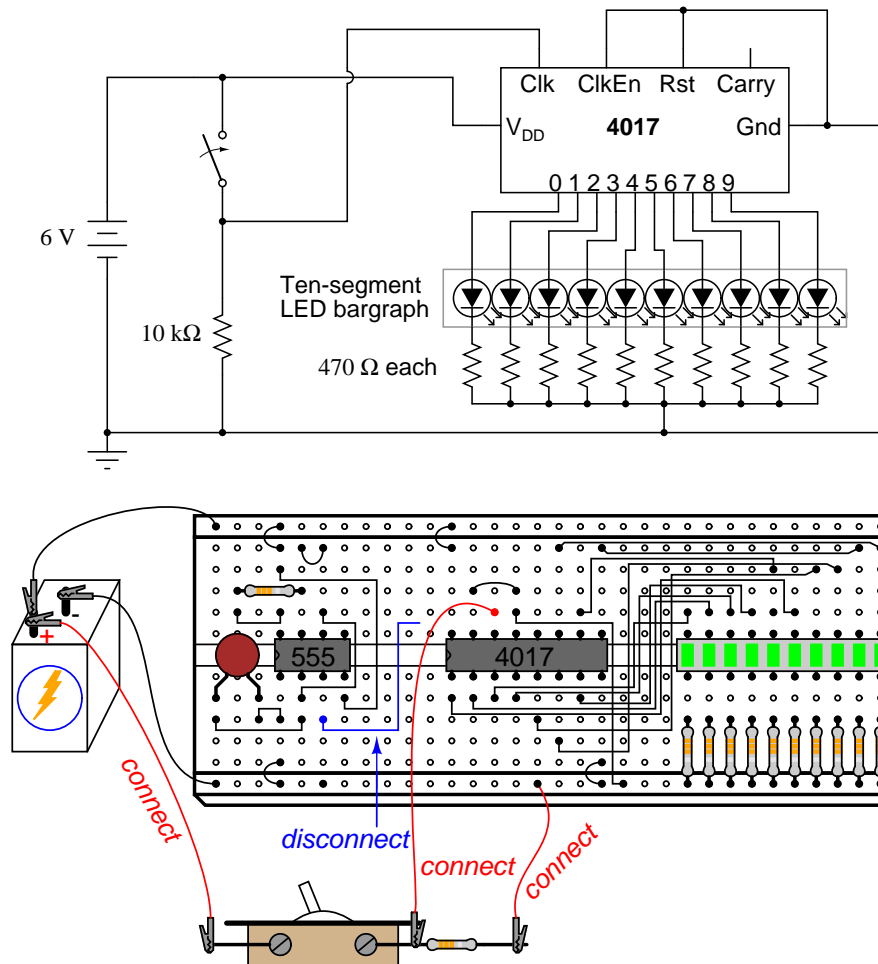 Clk ClkEn Rst Carry
V_DD 4017 Gnd
0 1 2 3 4 5 6 7 8 9
6 V
Ten-segment
LED bargraph
10 kΩ
470 Ω each
-
+
555
4017
connect
disconnect
connect
connect